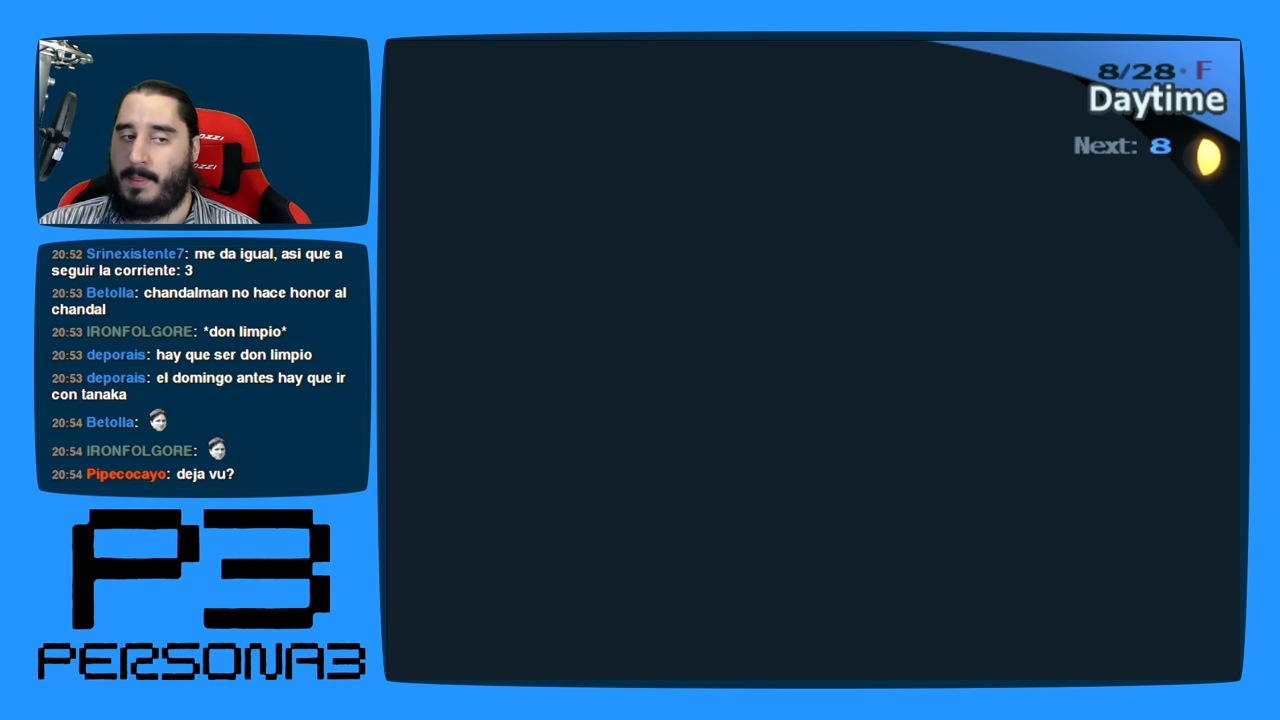 8/28 · F
Daytime
Next: 8
20:52 Srinexistente7: me da igual, asi que a
seguir la corriente: 3
20:53 Betolla: chandalman no hace honor al
chandal
20:53 IRONFOLGORE: *don limpio*
20:53 deporais: hay que ser don limpio
20:53 deporais: el domingo antes hay que ir
con tanaka
20:54 Betolla:
20:54 IRONFOLGORE:
20:54 Pipecocayo: deja vu?
P3
PERSONA3